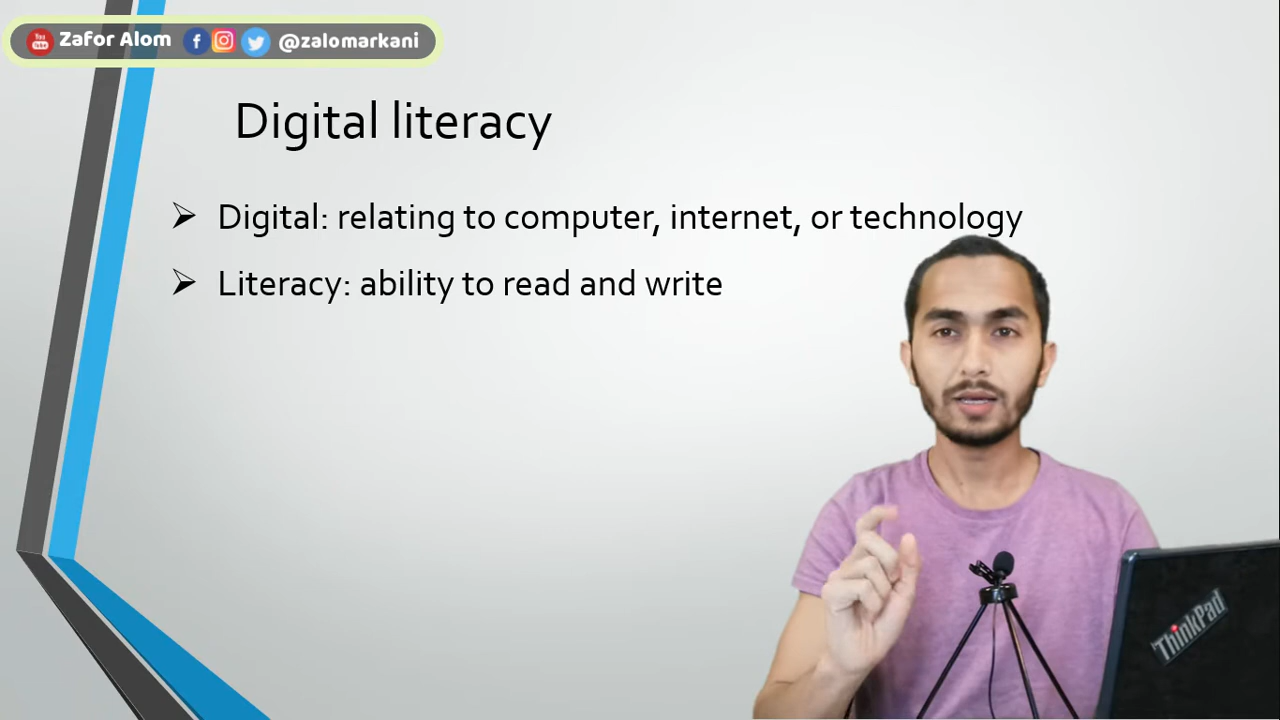 Zafor Alom @zalomarkani
Digital literacy
Digital: relating to computer, internet, or technology
Literacy: ability to read and write
ThinkPad